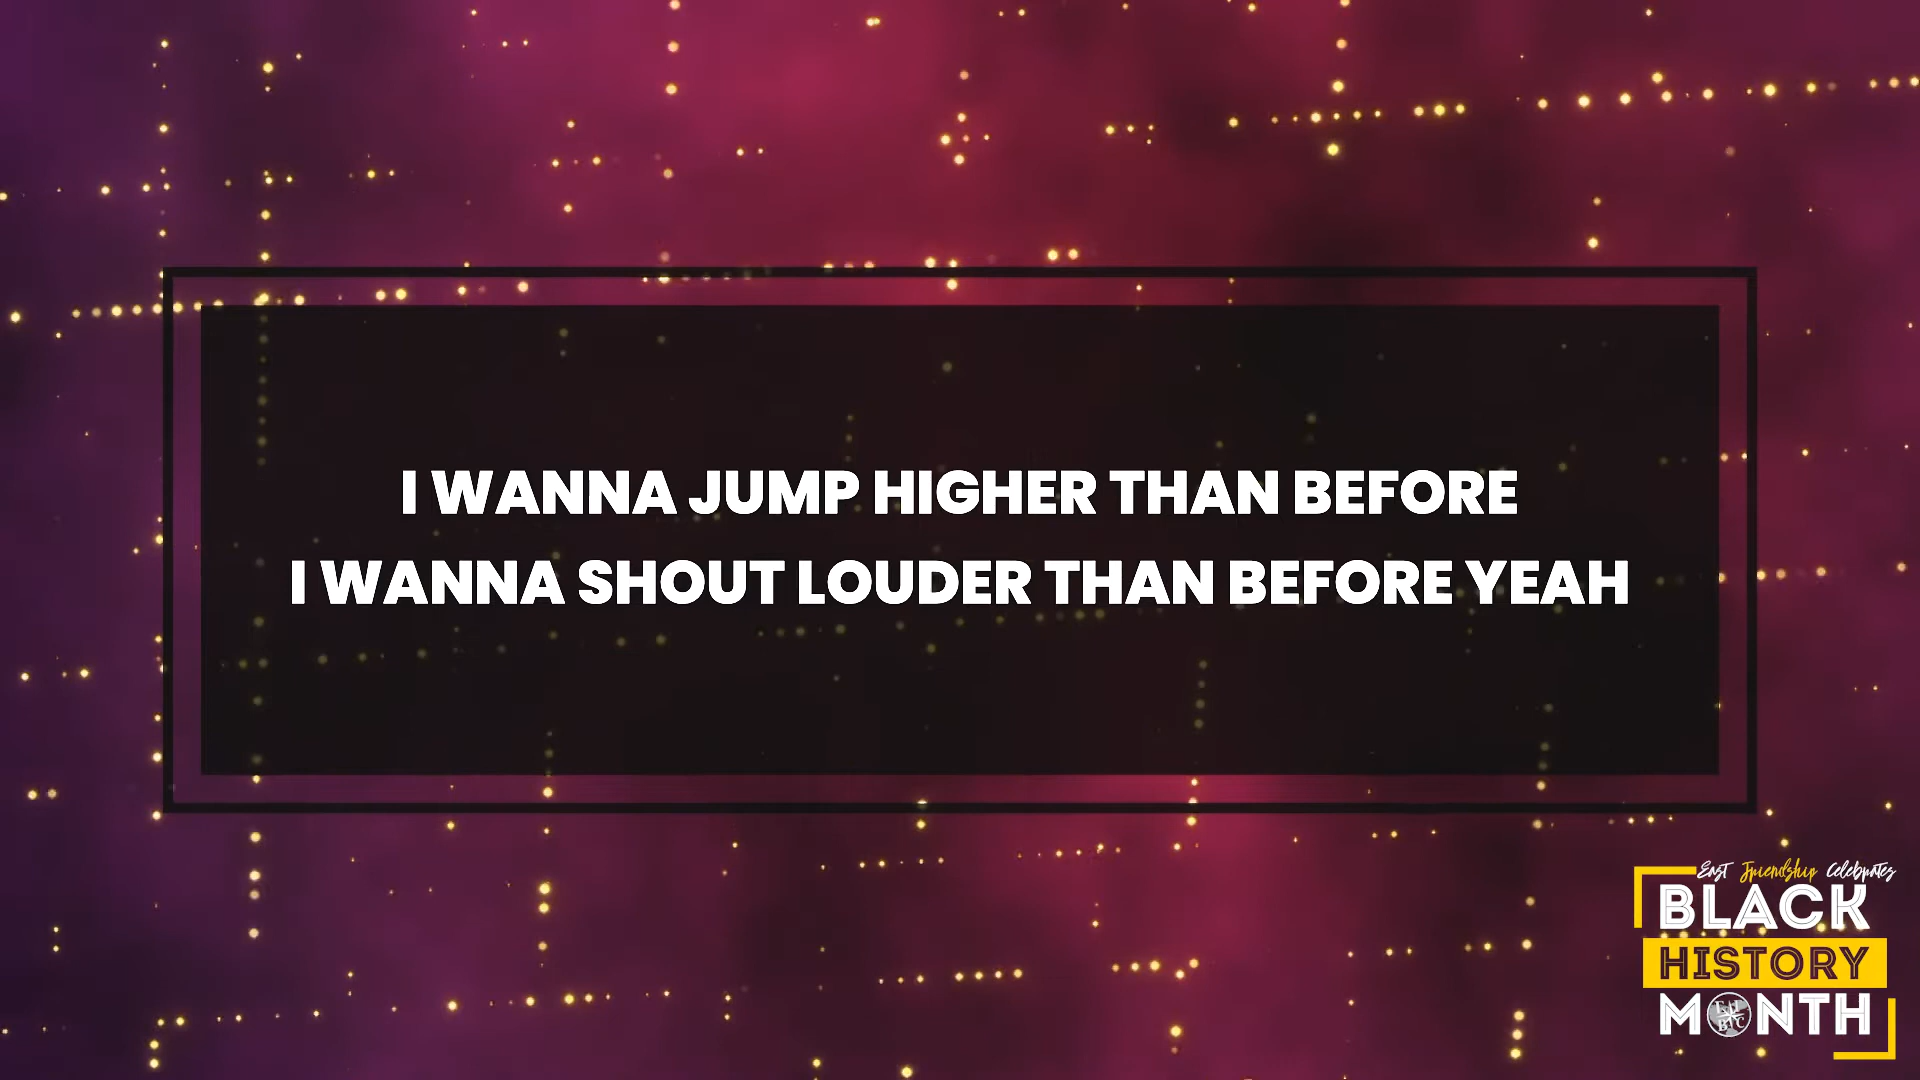 I WANNA JUMP HIGHER THAN BEFORE
I WANNA SHOUT LOUDER THAN BEFORE YEAH
East Friendship Celebrates
BLACK
HISTORY
MONTH